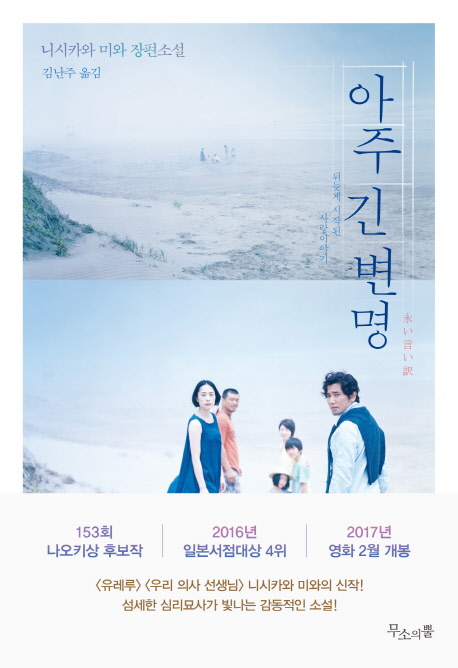 니시카와 미와 장편소설
김난주 옮김
아주 긴 변명
뒤늦게 시작된
사랑이야기
永い言い訳
153회
나오키상 후보작
2016년
일본서점대상 4위
2017년
영화 2월 개봉
〈유레루〉 〈우리 의사 선생님〉 니시카와 미와의 신작!
섬세한 심리묘사가 빛나는 감동적인 소설!
무소의뿔